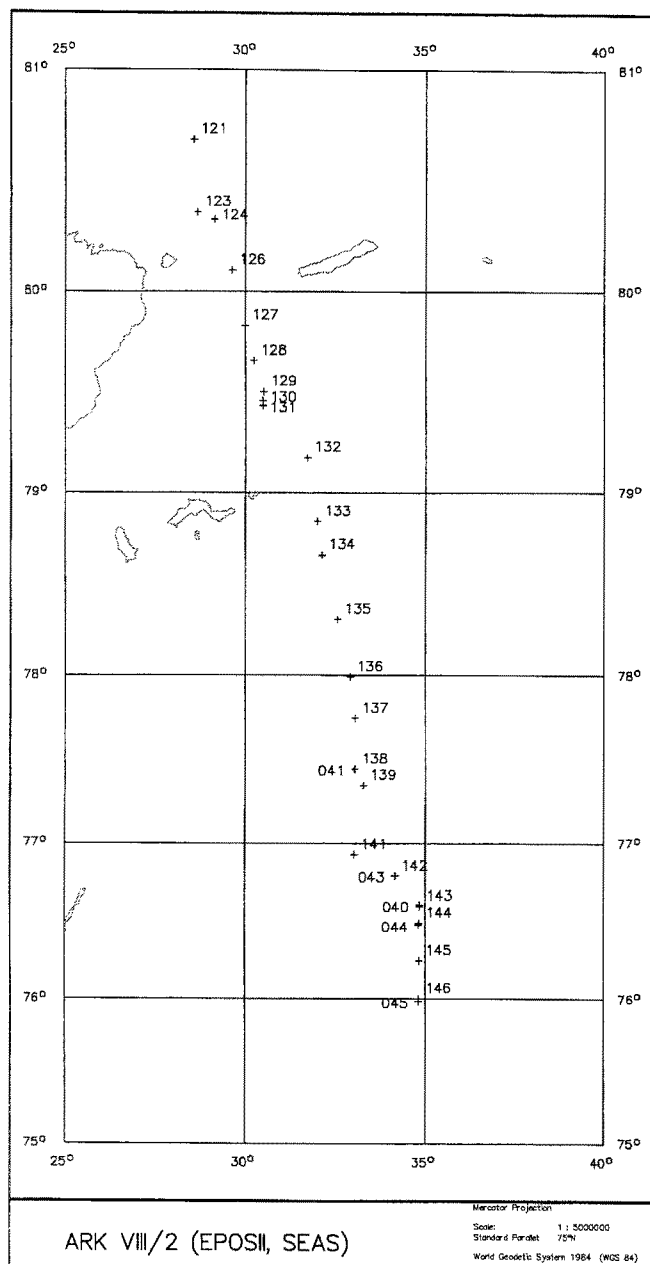 25° 30° 35° 40°
81° 81°
121
123
124
126
80° 80°
127
128
129
130
131
132
79° 79°
133
134
135
78° 136 78°
137
138
041 139
77° 141 77°
142
043
143
040 144
044
145
76° 146 76°
045
75° 75°
25° 30° 35° 40°
Mercator Projection
Scale: 1 : 5000000
Standard Parallel 75°N
World Geodetic System 1984 (WGS 84)
ARK VIII/2 (EPOSII, SEAS)